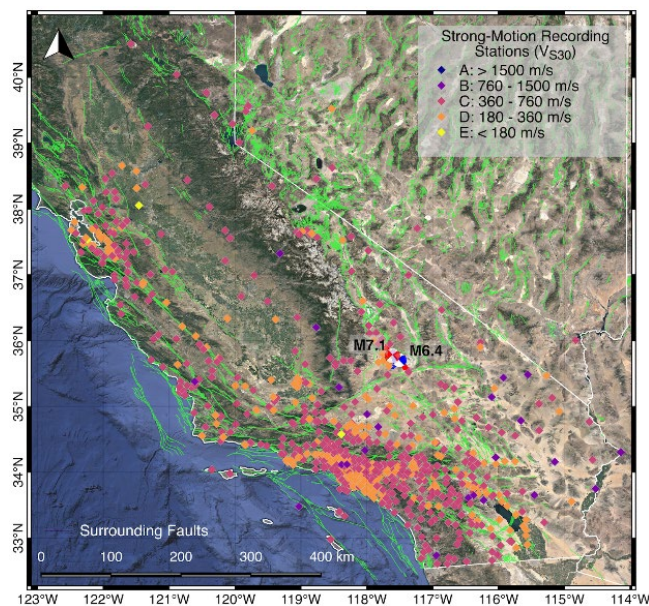 Strong-Motion Recording
Stations (VS30)
A: > 1500 m/s
B: 760 - 1500 m/s
C: 360 - 760 m/s
D: 180 - 360 m/s
E: < 180 m/s
40°N
39°N
38°N
37°N
36°N
35°N
34°N
33°N
M7.1
M6.4
Surrounding Faults
0 100 200 300 400 km
123°W 122°W 121°W 120°W 119°W 118°W 117°W 116°W 115°W 114°W